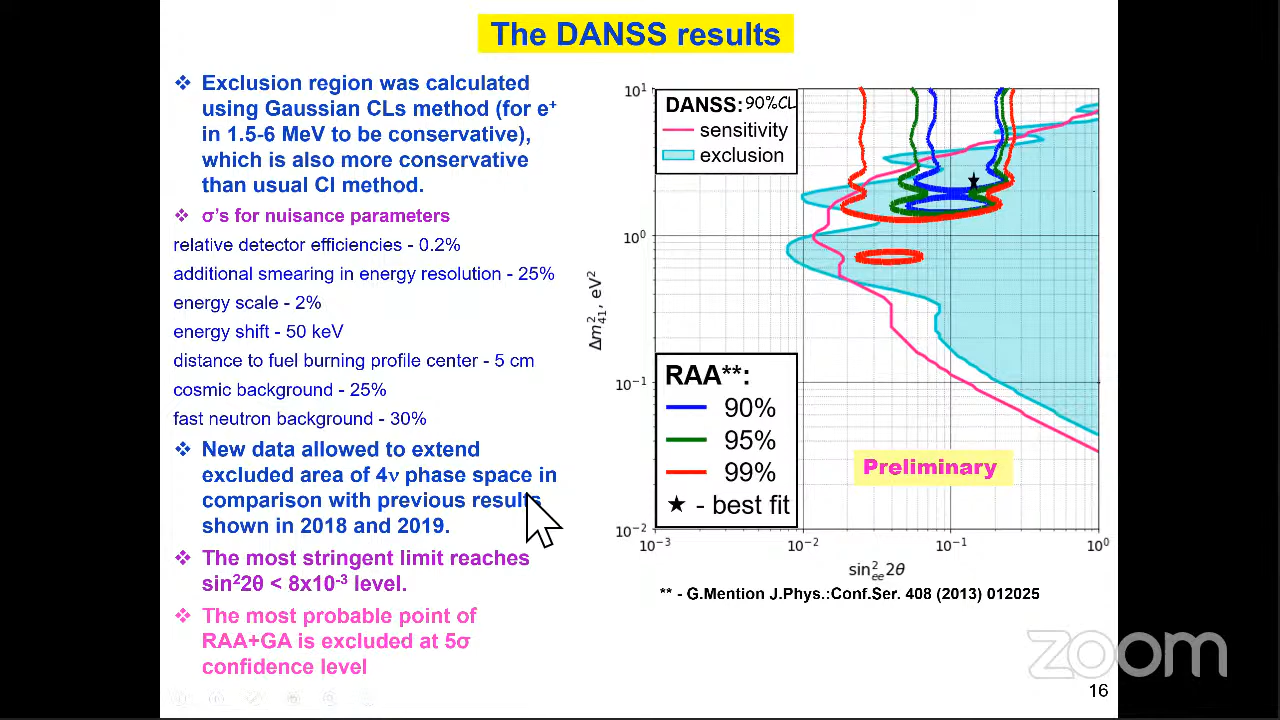 The DANSS results
❖ Exclusion region was calculated
using Gaussian CLs method (for e⁺
in 1.5-6 MeV to be conservative),
which is also more conservative
than usual CI method.
❖ σ's for nuisance parameters
relative detector efficiencies - 0.2%
additional smearing in energy resolution - 25%
energy scale - 2%
energy shift - 50 keV
distance to fuel burning profile center - 5 cm
cosmic background - 25%
fast neutron background - 30%
❖ New data allowed to extend
excluded area of 4ν phase space in
comparison with previous results
shown in 2018 and 2019.
❖ The most stringent limit reaches
sin²2θ < 8x10⁻³ level.
❖ The most probable point of
RAA+GA is excluded at 5σ
confidence level
DANSS: 90%CL
sensitivity
exclusion
RAA**:
90%
95%
99%
★ - best fit
Preliminary
10¹
10⁰
10⁻¹
10⁻²
Δm²₄₁, eV²
10⁻³ 10⁻² 10⁻¹ 10⁰
sin²ₑₑ2θ
** - G.Mention J.Phys.:Conf.Ser. 408 (2013) 012025
zoom
16